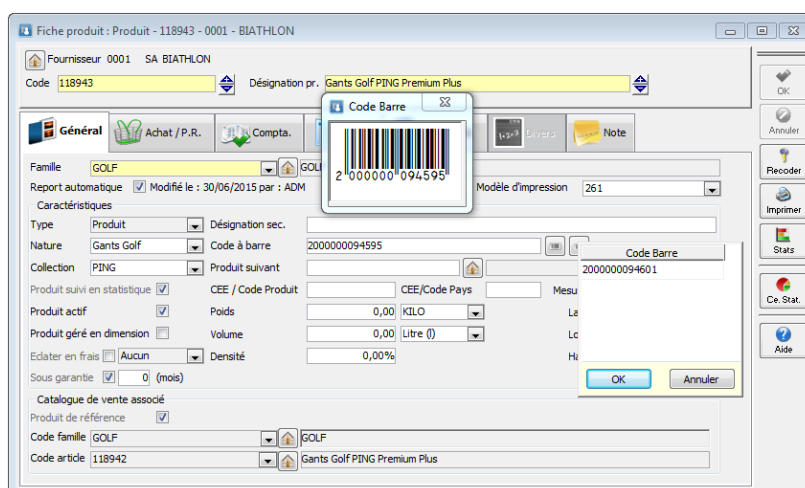 Fiche produit : Produit - 118943 - 0001 - BIATHLON
Fournisseur 0001 SA BIATHLON
Code 118943 Désignation pr. Gants Golf PING Premium Plus
OK
Code Barre
Général Achat / P.R. Compta. Divers Note
Annuler
2 000000 094595
Famille GOLF
Recoder
Report automatique Modifié le : 30/06/2015 par : ADM Modèle d'impression 261
Caractéristiques
Imprimer
Type Produit Désignation sec.
Nature Gants Golf Code à barre 2000000094595
Stats
Code Barre
Collection PING Produit suivant 2000000094601
Produit suivi en statistique CEE / Code Produit CEE/Code Pays
Ce. Stat.
Produit actif Poids 0,00 KILO
Produit géré en dimension Volume 0,00 Litre (l)
Aide
Eclater en frais Aucun Densité 0,00%
Sous garantie 0 (mois) OK Annuler
Catalogue de vente associé
Produit de référence
Code famille GOLF GOLF
Code article 118942 Gants Golf PING Premium Plus